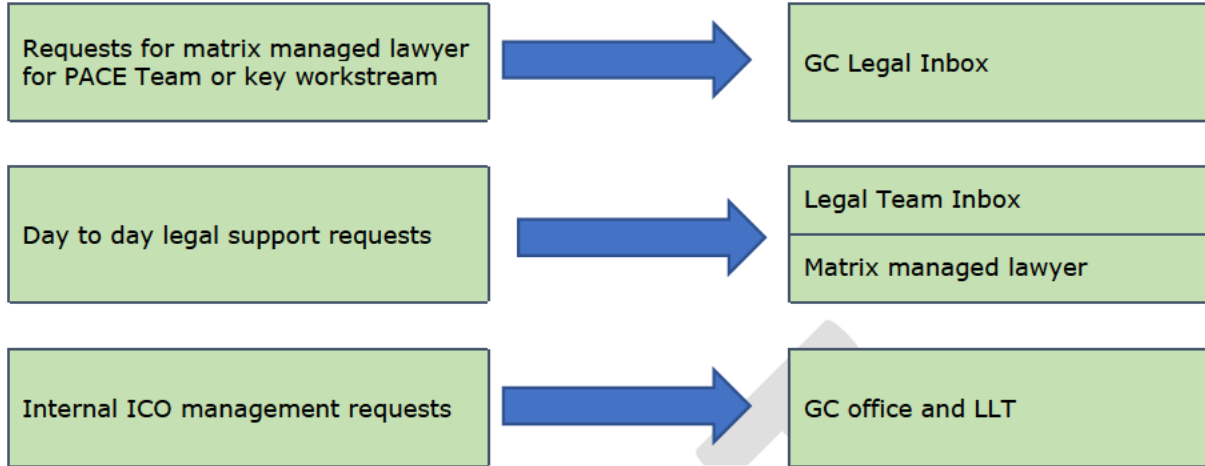 Requests for matrix managed lawyer
for PACE Team or key workstream
GC Legal Inbox
Day to day legal support requests
Legal Team Inbox
Matrix managed lawyer
Internal ICO management requests
GC office and LLT